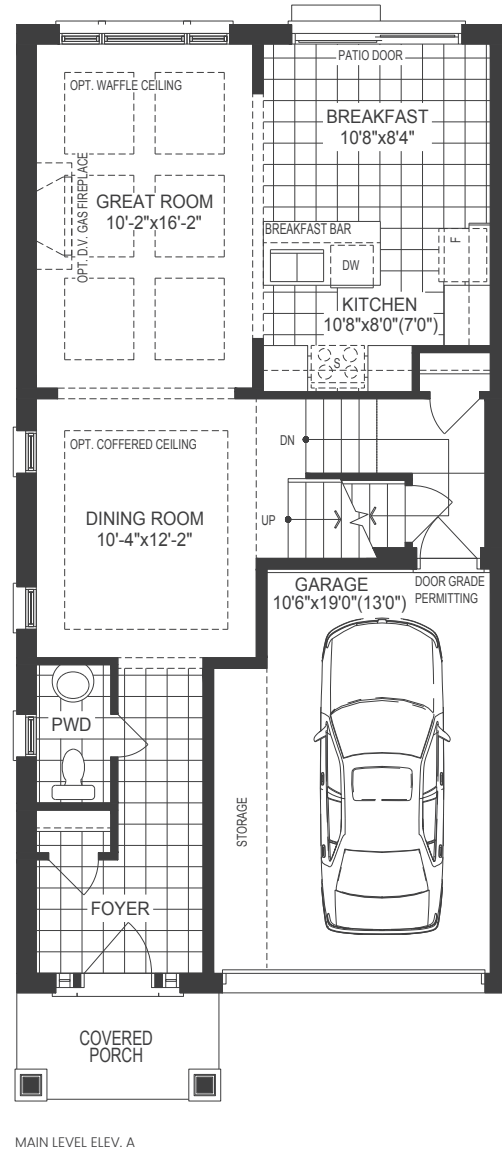 PATIO DOOR
OPT. WAFFLE CEILING
BREAKFAST
10'8"x8'4"
OPT. D.V. GAS FIREPLACE
GREAT ROOM
10'-2"x16'-2"
BREAKFAST BAR
F
DW
KITCHEN
10'8"x8'0"(7'0")
S
OPT. COFFERED CEILING
DN
DINING ROOM
10'-4"x12'-2"
UP
GARAGE
10'6"x19'0"(13'0")
DOOR GRADE
PERMITTING
PWD
STORAGE
FOYER
COVERED
PORCH
MAIN LEVEL ELEV. A